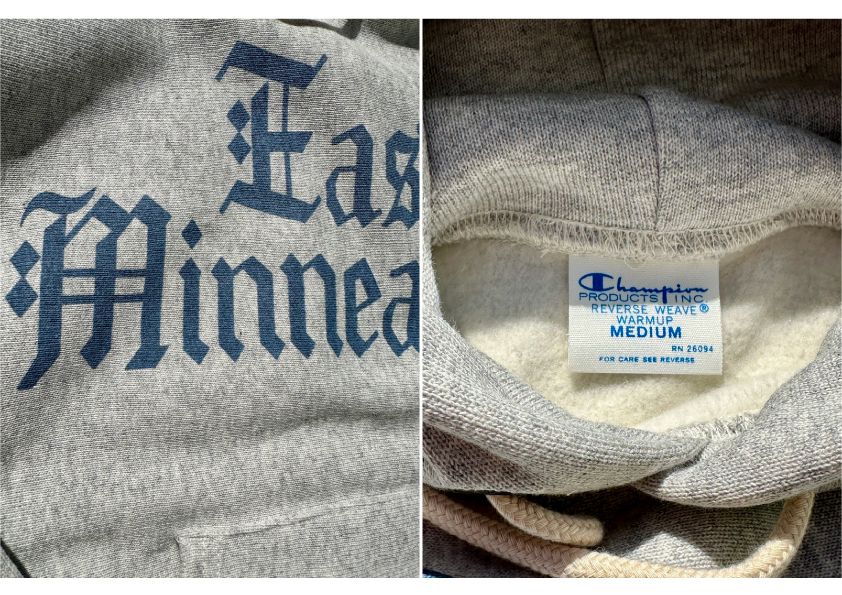 Eas
Minnea
Champion
PRODUCTS INC
REVERSE WEAVE®
WARMUP
MEDIUM
RN 26094
FOR CARE SEE REVERSE